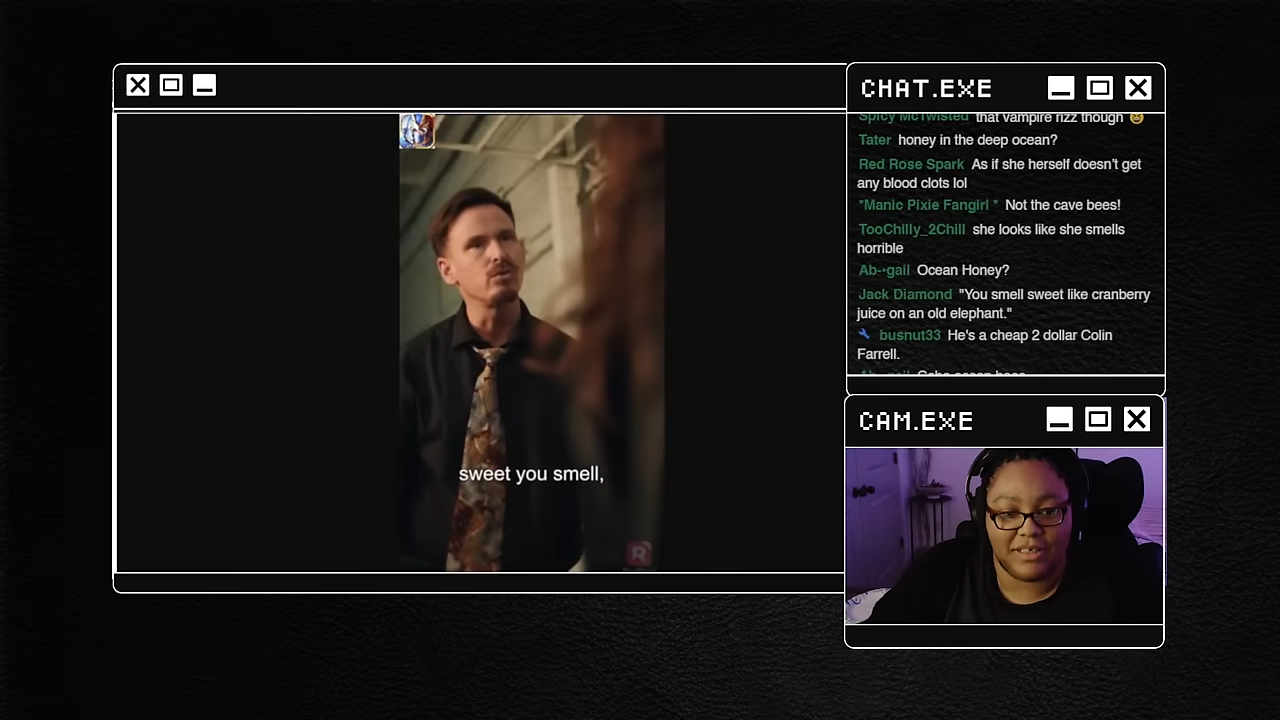 CHAT.EXE
Spicy McTwisted that vampire rizz though
Tater honey in the deep ocean?
Red Rose Spark As if she herself doesn't get
any blood clots lol
*Manic Pixie Fangirl * Not the cave bees!
TooChilly_2Chill she looks like she smells
horrible
Ab-•gail Ocean Honey?
Jack Diamond "You smell sweet like cranberry
juice on an old elephant."
busnut33 He's a cheap 2 dollar Colin
Farrell.
CAM.EXE
sweet you smell,
R